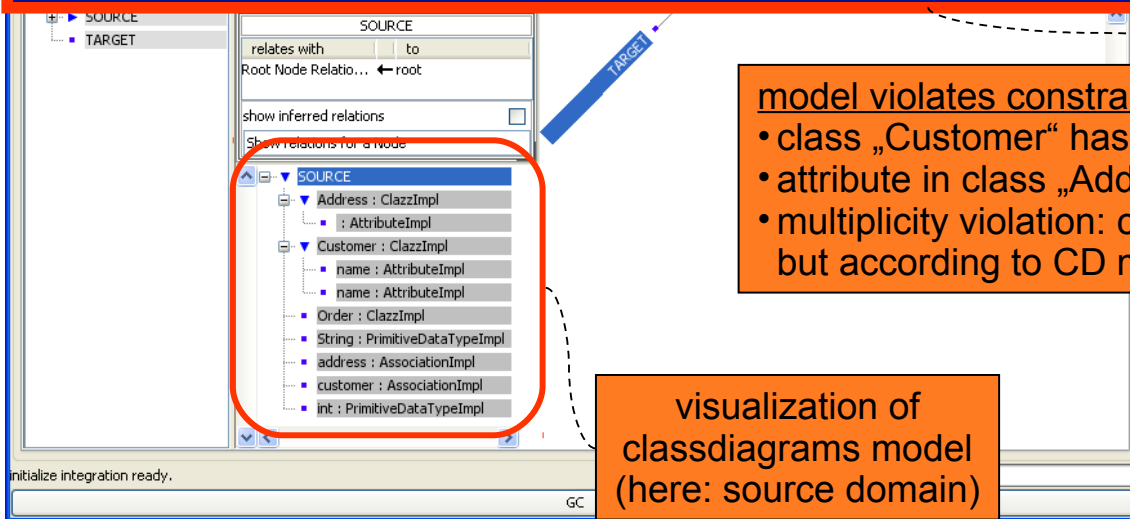 SOURCE
TARGET
SOURCE
relates with to
Root Node Relatio... ← root
show inferred relations
Show relations for a Node
TARGET
SOURCE
Address : ClazzImpl
: AttributeImpl
Customer : ClazzImpl
name : AttributeImpl
name : AttributeImpl
Order : ClazzImpl
String : PrimitiveDataTypeImpl
address : AssociationImpl
customer : AssociationImpl
int : PrimitiveDataTypeImpl
model violates constra
• class „Customer“ has
• attribute in class „Add
• multiplicity violation:
but according to CD
visualization of
classdiagrams model
(here: source domain)
initialize integration ready.
GC